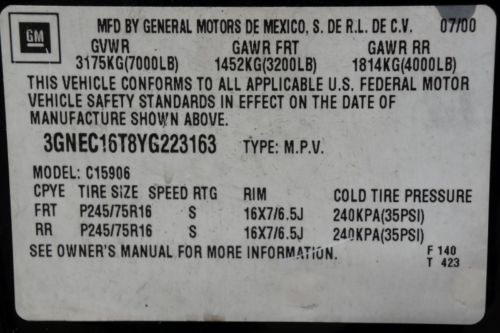 MFD BY GENERAL MOTORS DE MEXICO, S. DE R.L. DE C.V. 07/00
GM
GVWR GAWR FRT GAWR RR
3175KG(7000LB) 1452KG(3200LB) 1814KG(4000LB)
THIS VEHICLE CONFORMS TO ALL APPLICABLE U.S. FEDERAL MOTOR
VEHICLE SAFETY STANDARDS IN EFFECT ON THE DATE OF
MANUFACTURE SHOWN ABOVE.
3GNEC16T8YG223163 TYPE: M.P.V.
MODEL: C15906
CPYE TIRE SIZE SPEED RTG RIM COLD TIRE PRESSURE
FRT P245/75R16 S 16X7/6.5J 240KPA(35PSI)
RR P245/75R16 S 16X7/6.5J 240KPA(35PSI)
SEE OWNER'S MANUAL FOR MORE INFORMATION. F 140
T 423